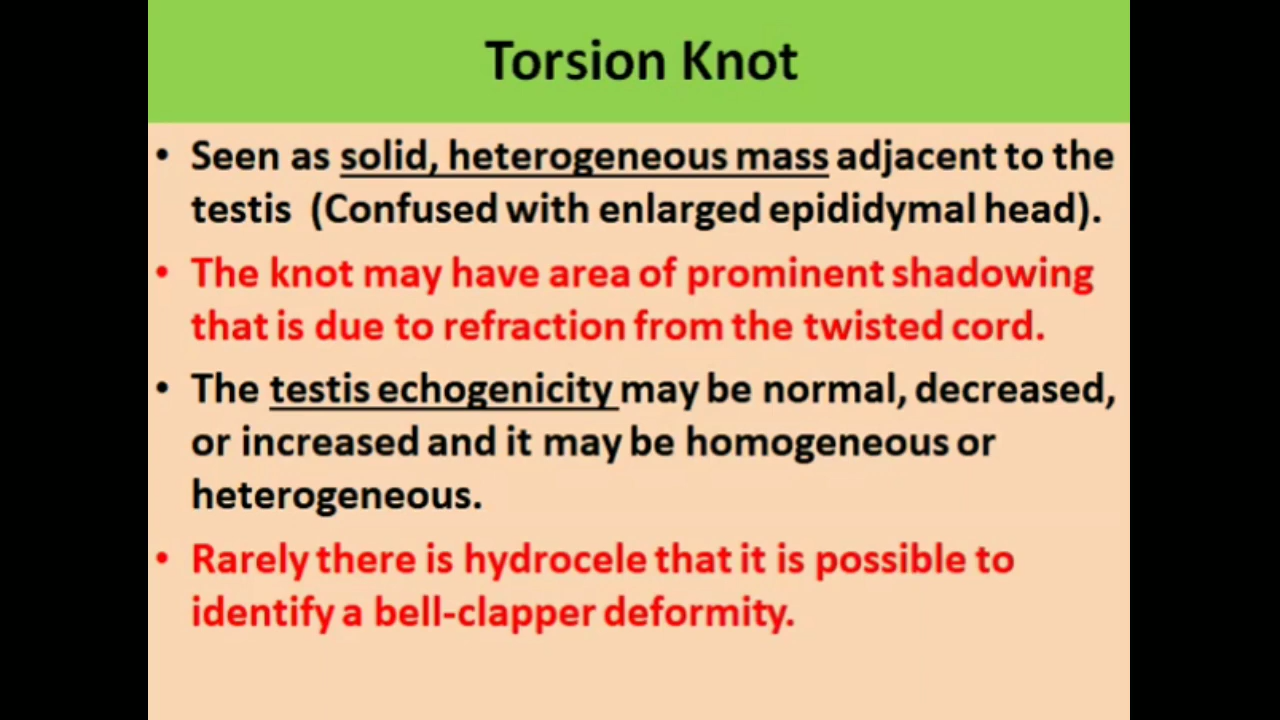 Torsion Knot
• Seen as solid, heterogeneous mass adjacent to the
testis (Confused with enlarged epididymal head).
• The knot may have area of prominent shadowing
that is due to refraction from the twisted cord.
• The testis echogenicity may be normal, decreased,
or increased and it may be homogeneous or
heterogeneous.
• Rarely there is hydrocele that it is possible to
identify a bell-clapper deformity.